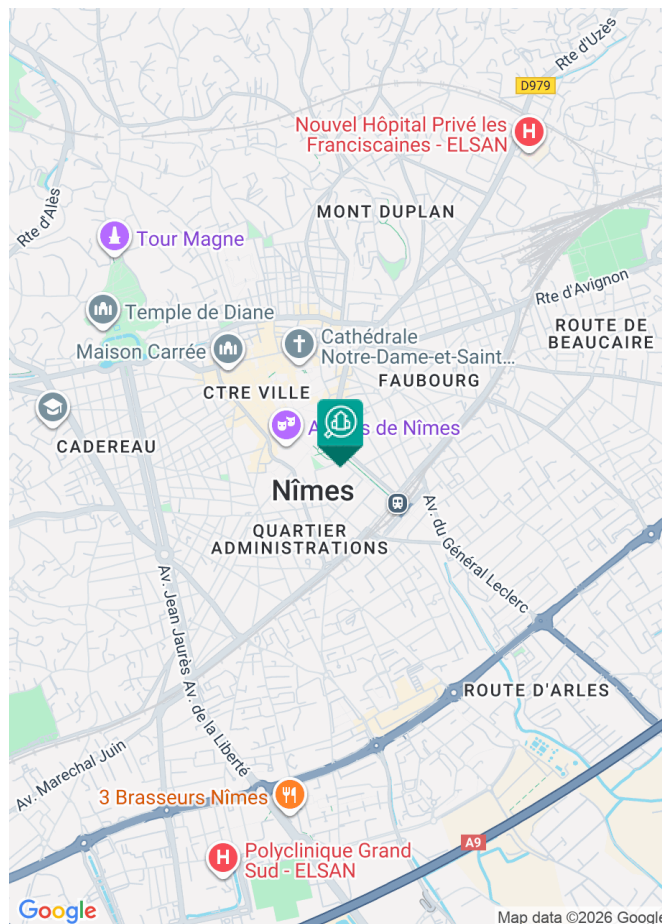 Rte d'Uzès
D979
Nouvel Hôpital Privé les
Franciscaines - ELSAN
H
MONT DUPLAN
Rte d'Alès
Tour Magne
Rte d'Avignon
Temple de Diane
ROUTE DE
BEAUCAIRE
Maison Carrée
Cathédrale
Notre-Dame-et-Saint...
FAUBOURG
CTRE VILLE
de Nîmes
CADEREAU
Nîmes
QUARTIER
ADMINISTRATIONS
Av. du Général Leclerc
Av. Jean Jaurès
Av. de la Liberté
ROUTE D'ARLES
Av. Marechal Juin
3 Brasseurs Nîmes
A9
H
Polyclinique Grand
Sud - ELSAN
Google
Map data ©2026 Google